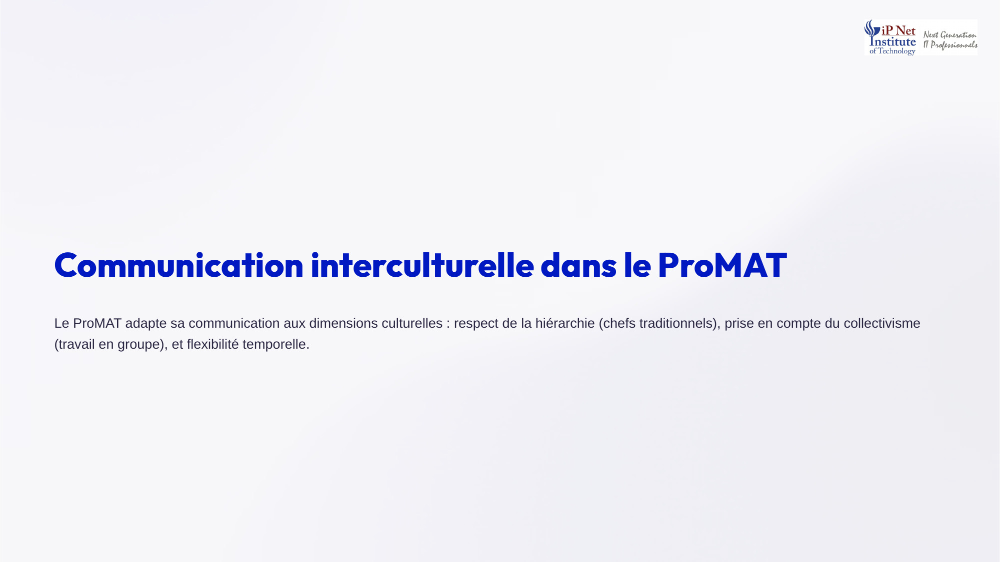 iP Net
Institute
of Technology
Next Generation
IT Professionnels
Communication interculturelle dans le ProMAT
Le ProMAT adapte sa communication aux dimensions culturelles : respect de la hiérarchie (chefs traditionnels), prise en compte du collectivisme
(travail en groupe), et flexibilité temporelle.